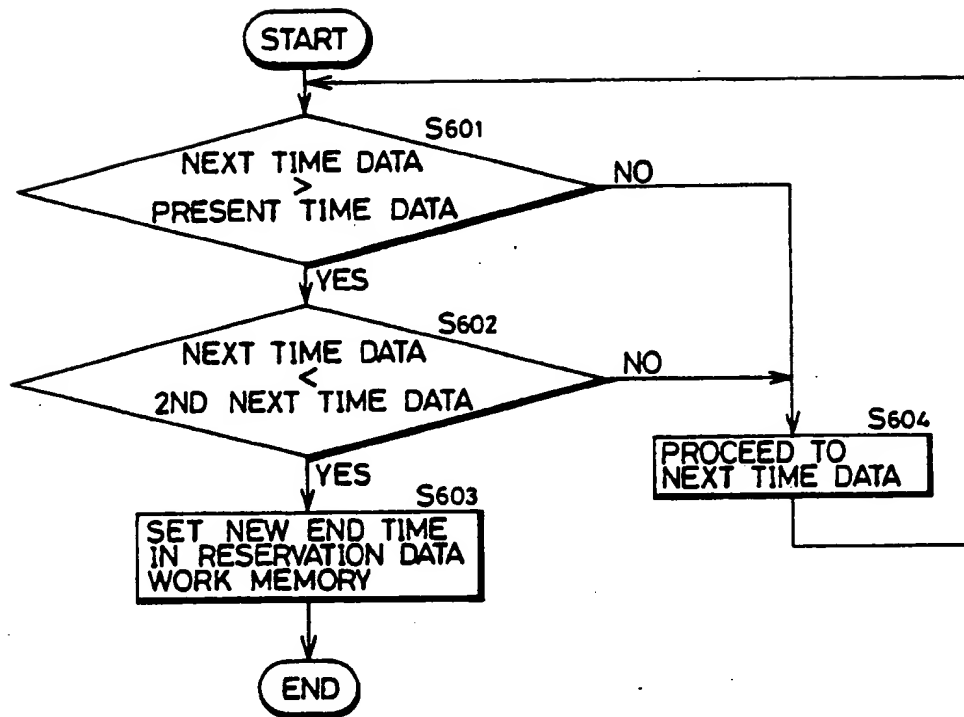 START
S601
NEXT TIME DATA
>
PRESENT TIME DATA
NO
YES
S602
NEXT TIME DATA
<
2ND NEXT TIME DATA
NO
YES
S604
PROCEED TO
NEXT TIME DATA
S603
SET NEW END TIME
IN RESERVATION DATA
WORK MEMORY
END